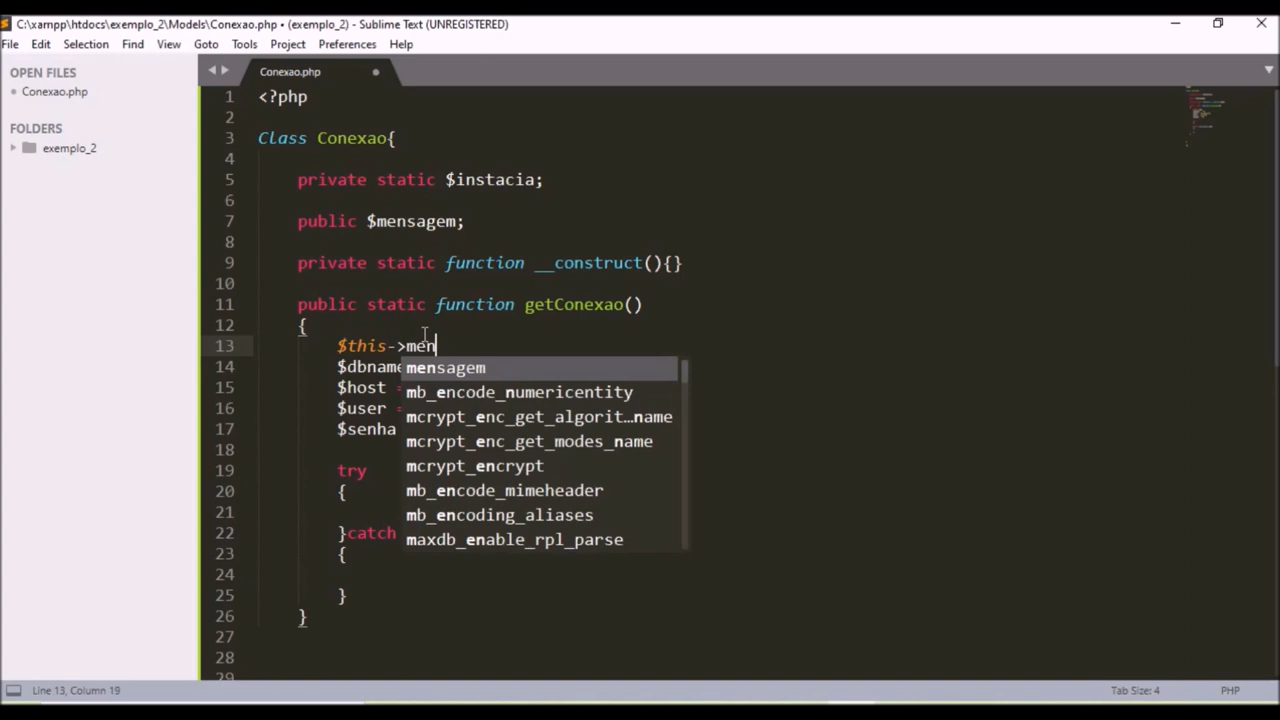 C:\xampp\htdocs\exemplo_2\Models\Conexao.php • (exemplo_2) - Sublime Text (UNREGISTERED)
File Edit Selection Find View Goto Tools Project Preferences Help
OPEN FILES
Conexao.php
FOLDERS
exemplo_2
Conexao.php
1 <?php
2
3 Class Conexao{
4
5 private static $instacia;
6
7 public $mensagem;
8
9 private static function __construct(){}
10
11 public static function getConexao()
12 {
13 $this->men
14 $dbname
15 $host =
16 $user =
17 $senha
18
19 try
20 {
21
22 }catch
23 {
24
25 }
26 }
27
28
29
mensagem
mb_encode_numericentity
mcrypt_enc_get_algorit…name
mcrypt_enc_get_modes_name
mcrypt_encrypt
mb_encode_mimeheader
mb_encoding_aliases
maxdb_enable_rpl_parse
Line 13, Column 19 Tab Size: 4 PHP